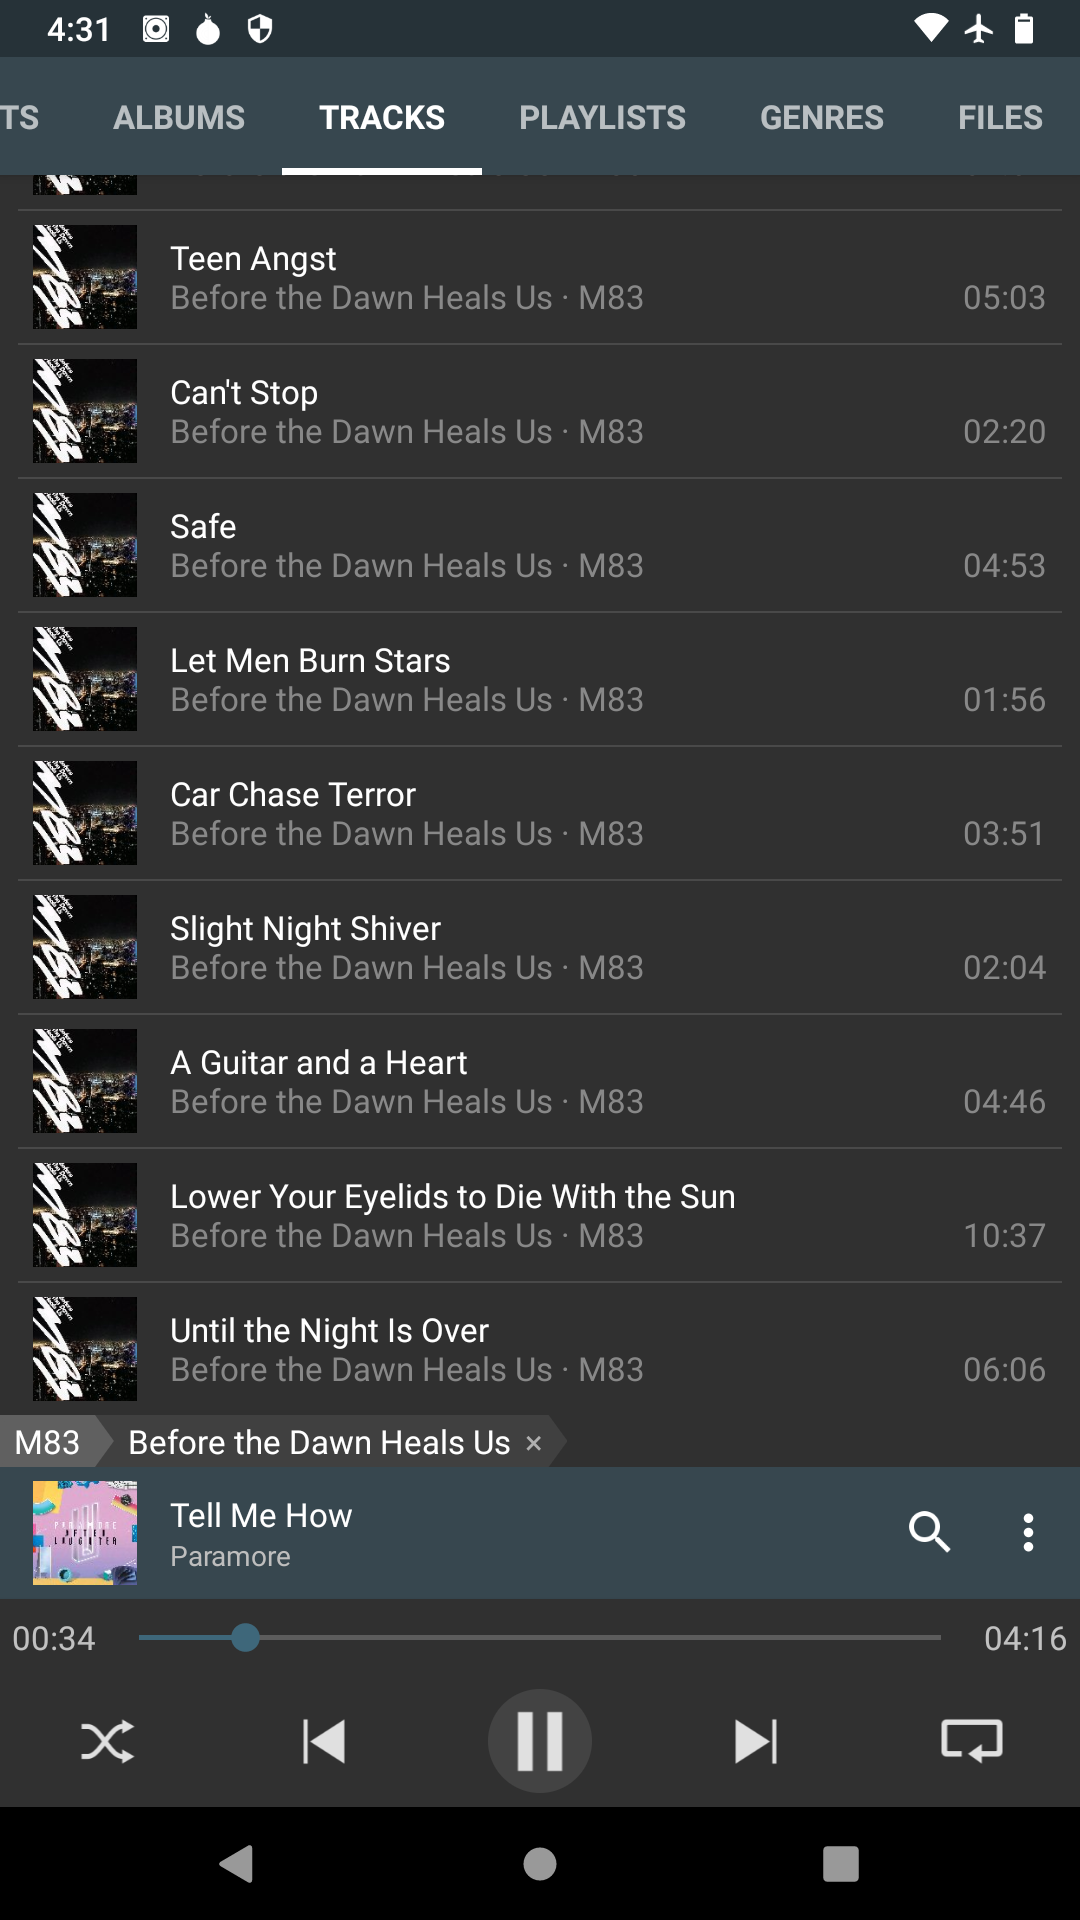 4:31
TS ALBUMS TRACKS PLAYLISTS GENRES FILES
Teen Angst
Before the Dawn Heals Us · M83 05:03
Can't Stop
Before the Dawn Heals Us · M83 02:20
Safe
Before the Dawn Heals Us · M83 04:53
Let Men Burn Stars
Before the Dawn Heals Us · M83 01:56
Car Chase Terror
Before the Dawn Heals Us · M83 03:51
Slight Night Shiver
Before the Dawn Heals Us · M83 02:04
A Guitar and a Heart
Before the Dawn Heals Us · M83 04:46
Lower Your Eyelids to Die With the Sun
Before the Dawn Heals Us · M83 10:37
Until the Night Is Over
Before the Dawn Heals Us · M83 06:06
M83 Before the Dawn Heals Us ×
Tell Me How
Paramore
00:34 04:16